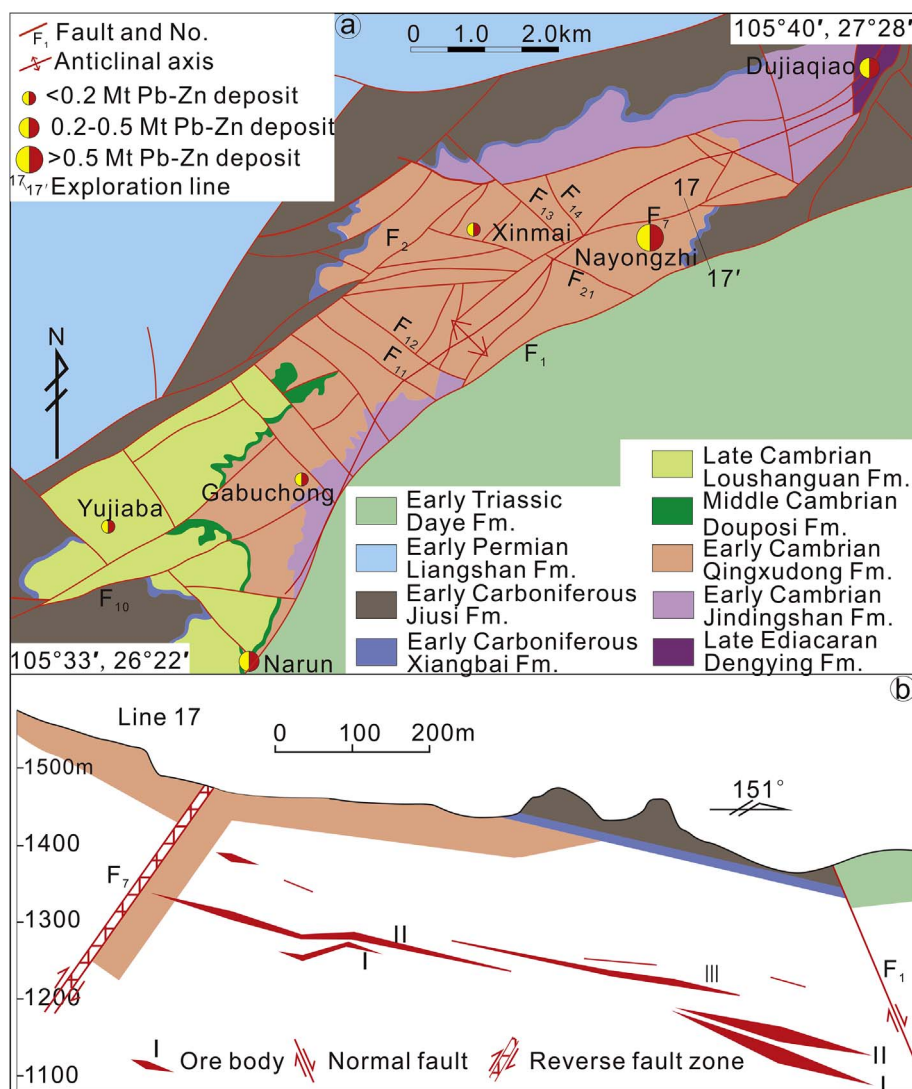 F1 Fault and No.
Anticlinal axis
<0.2 Mt Pb-Zn deposit
0.2-0.5 Mt Pb-Zn deposit
>0.5 Mt Pb-Zn deposit
17 17′ Exploration line
a
0 1.0 2.0km
105°40′, 27°28′
Dujiaqiao
F13
F14
17
F7
F2
Xinmai
Nayongzhi
17′
F21
N
F12
F11
F1
Gabuchong
Yujiaba
F10
Narun
105°33′, 26°22′
Early Triassic
Daye Fm.
Early Permian
Liangshan Fm.
Early Carboniferous
Jiusi Fm.
Early Carboniferous
Xiangbai Fm.
Late Cambrian
Loushanguan Fm.
Middle Cambrian
Douposi Fm.
Early Cambrian
Qingxudong Fm.
Early Cambrian
Jindingshan Fm.
Late Ediacaran
Dengying Fm.
b
Line 17
0 100 200m
151°
1500m
1400
1300
1200
1100
F7
II
I
III
F1
II
I
I Ore body
Normal fault
Reverse fault zone